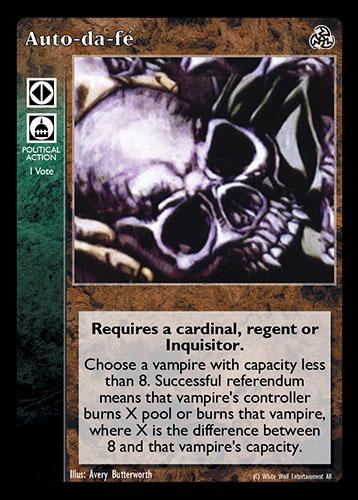 Auto-da-fé
POLITICAL
ACTION
1 Vote
Requires a cardinal, regent or
Inquisitor.
Choose a vampire with capacity less
than 8. Successful referendum
means that vampire's controller
burns X pool or burns that vampire,
where X is the difference between
8 and that vampire's capacity.
Illus: Avery Butterworth
(C) White Wolf Entertainment AB